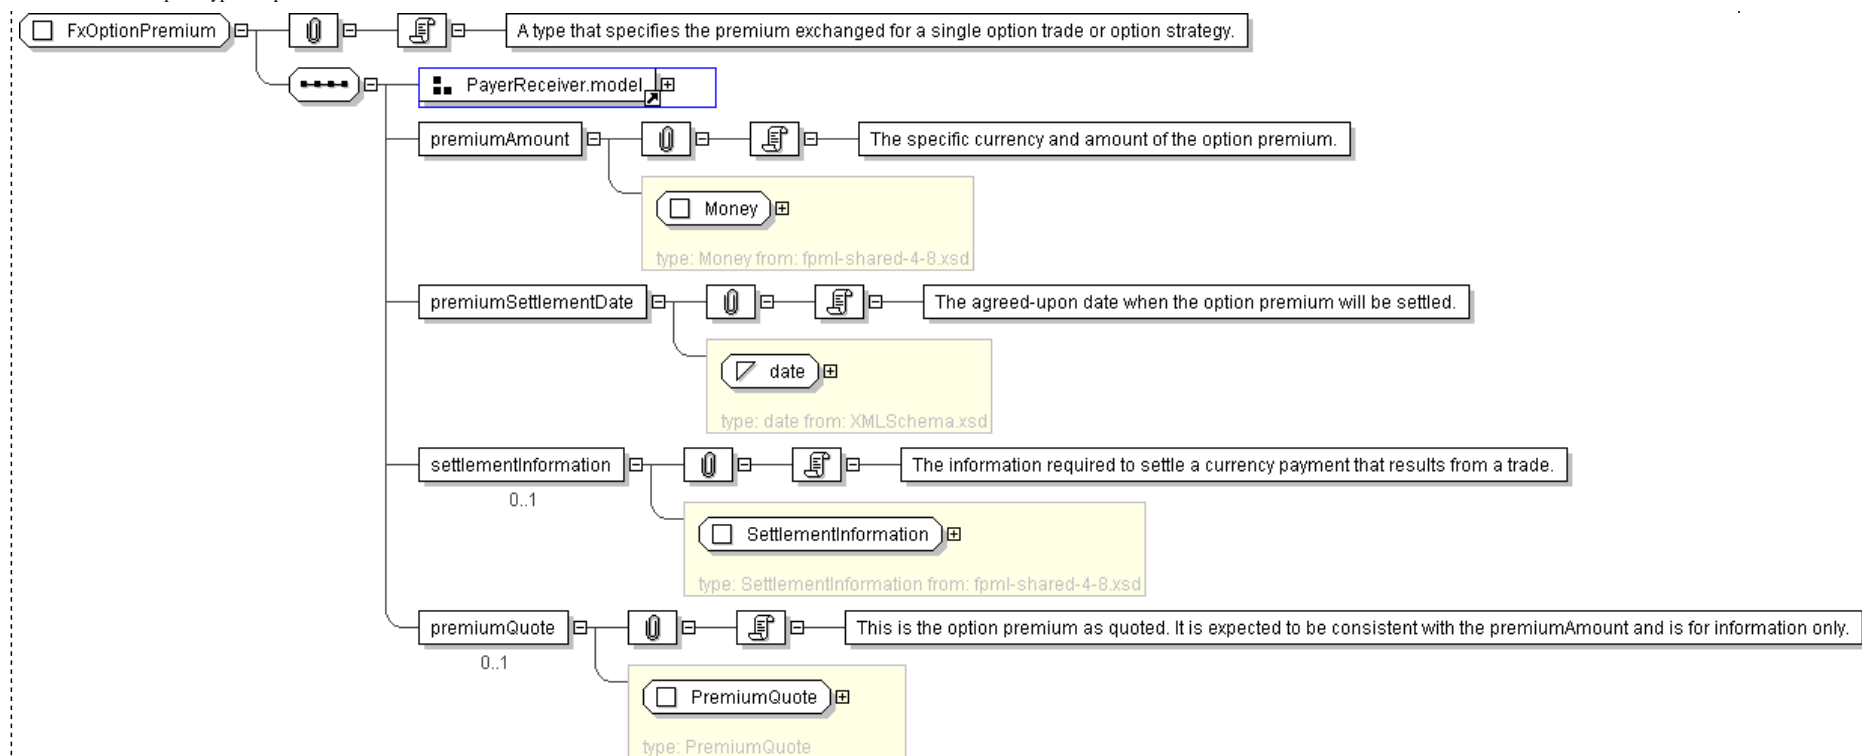 FxOptionPremium
A type that specifies the premium exchanged for a single option trade or option strategy.
PayerReceiver.model
premiumAmount
The specific currency and amount of the option premium.
Money
type: Money from: fpml-shared-4-8.xsd
premiumSettlementDate
The agreed-upon date when the option premium will be settled.
date
type: date from: XMLSchema.xsd
settlementInformation
The information required to settle a currency payment that results from a trade.
0..1
SettlementInformation
type: SettlementInformation from: fpml-shared-4-8.xsd
premiumQuote
This is the option premium as quoted. It is expected to be consistent with the premiumAmount and is for information only.
0..1
PremiumQuote
type: PremiumQuote